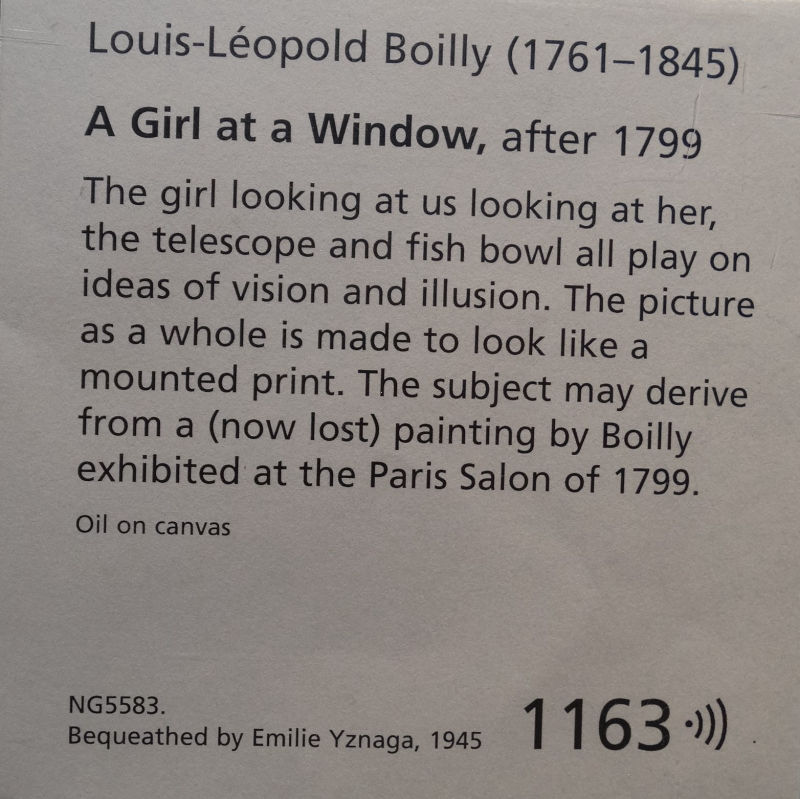 Louis-Léopold Boilly (1761–1845)
A Girl at a Window, after 1799
The girl looking at us looking at her,
the telescope and fish bowl all play on
ideas of vision and illusion. The picture
as a whole is made to look like a
mounted print. The subject may derive
from a (now lost) painting by Boilly
exhibited at the Paris Salon of 1799.
Oil on canvas
NG5583.
Bequeathed by Emilie Yznaga, 1945
1163